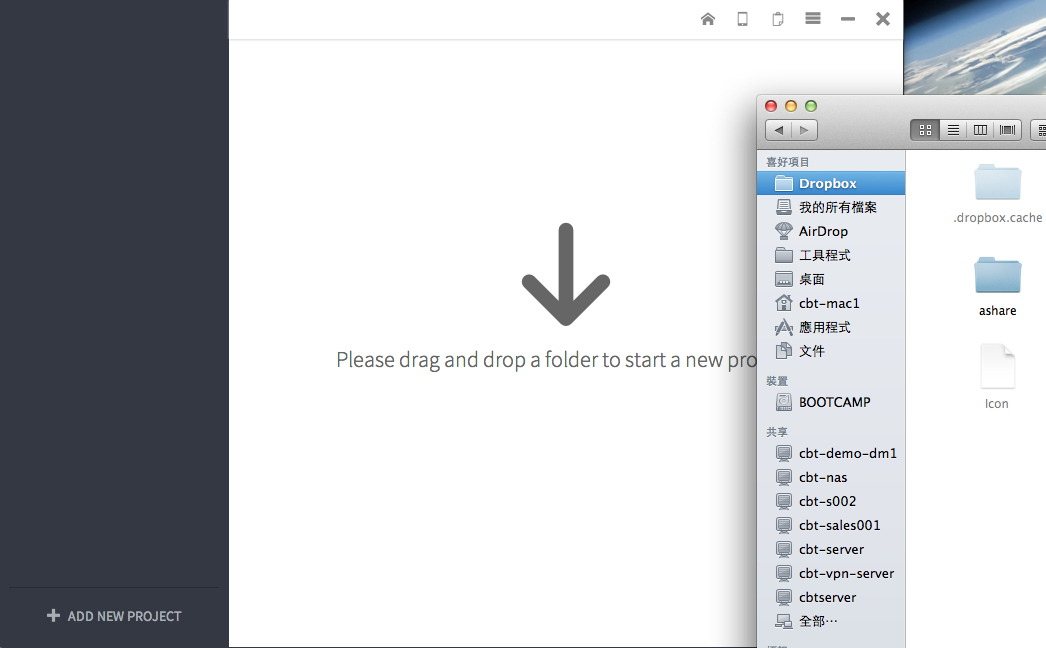 Please drag and drop a folder to start a new pro
ADD NEW PROJECT
喜好項目
Dropbox
我的所有檔案
AirDrop
工具程式
桌面
cbt-mac1
應用程式
文件
裝置
BOOTCAMP
共享
cbt-demo-dm1
cbt-nas
cbt-s002
cbt-sales001
cbt-server
cbt-vpn-server
cbtserver
全部…
.dropbox.cache
ashare
Icon